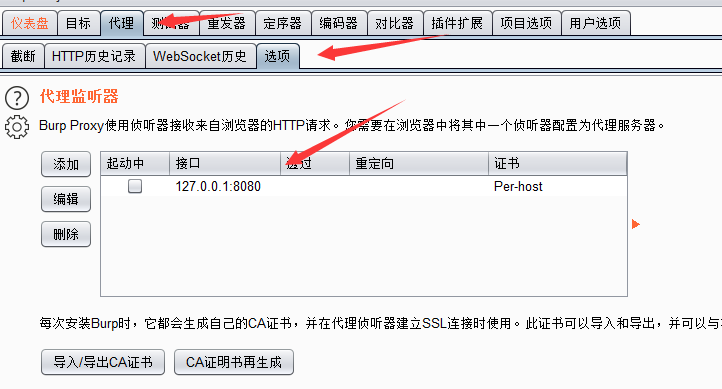 仪表盘 目标 代理 测试器 重发器 定序器 编码器 对比器 插件扩展 项目选项 用户选项
截断 HTTP历史记录 WebSocket历史 选项
代理监听器
Burp Proxy使用侦听器接收来自浏览器的HTTP请求。您需要在浏览器中将其中一个侦听器配置为代理服务器。
添加 起动中 接口 透过 重定向 证书
127.0.0.1:8080 Per-host
编辑
删除
每次安装Burp时，它都会生成自己的CA证书，并在代理侦听器建立SSL连接时使用。此证书可以导入和导出，并可以与
导入/导出CA证书 CA证明书再生成